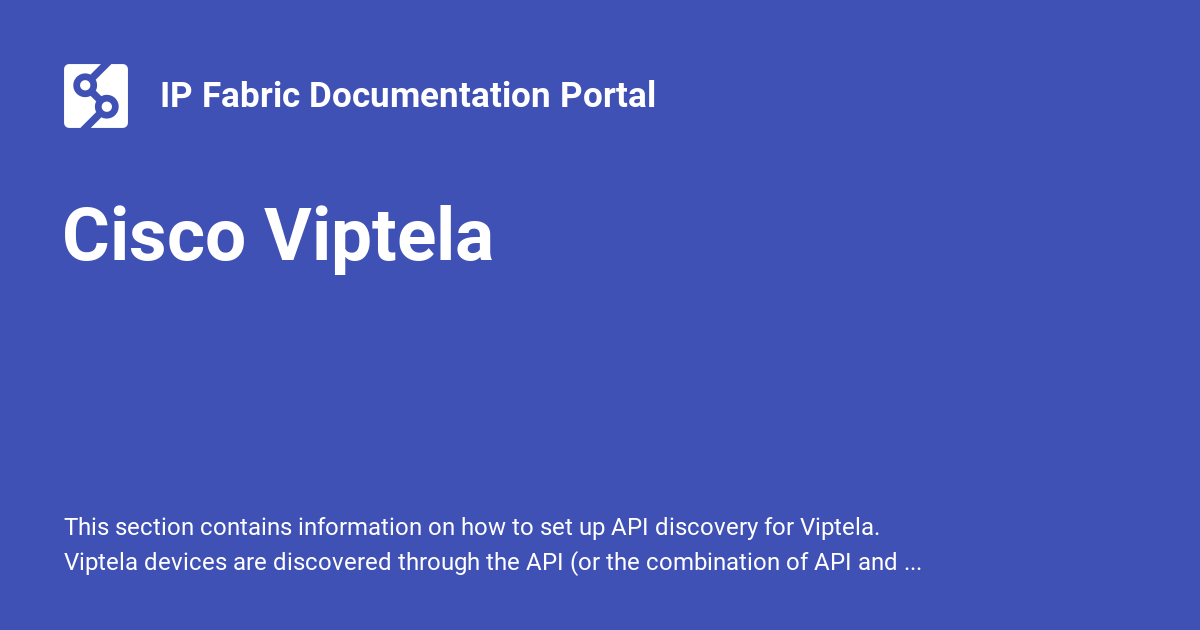 IP Fabric Documentation Portal
Cisco Viptela
This section contains information on how to set up API discovery for Viptela.
Viptela devices are discovered through the API (or the combination of API and ...